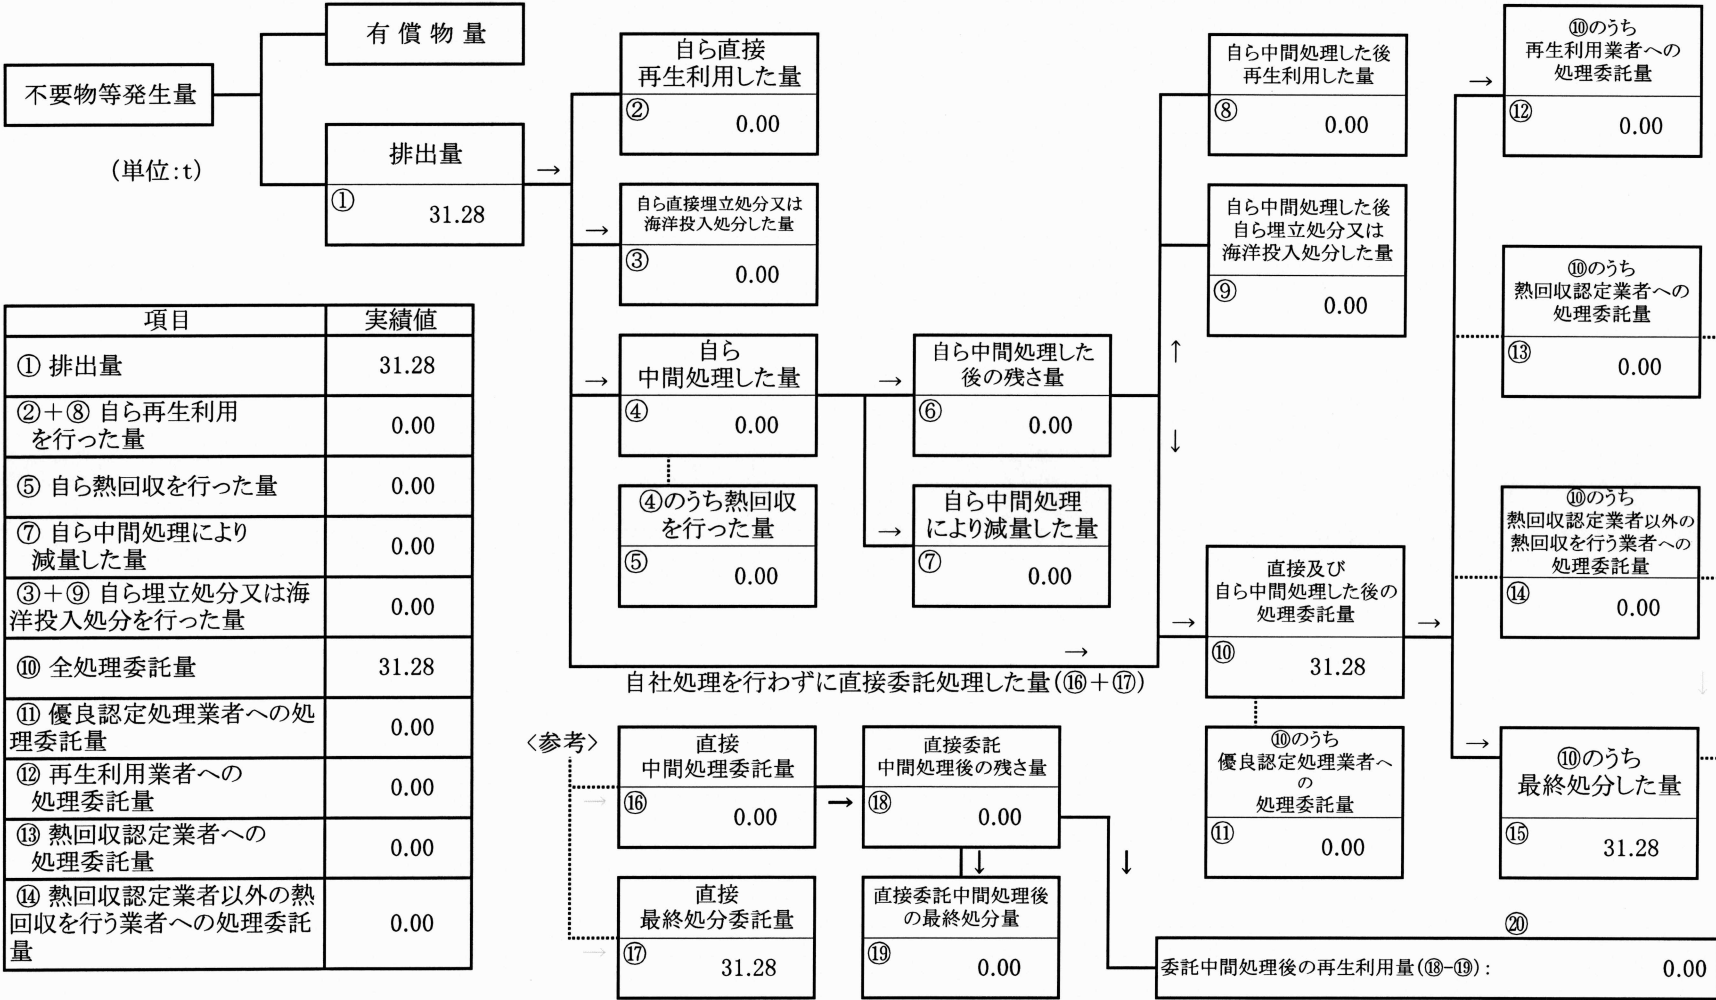 不要物等発生量
(単位:t)
有償物量
排出量
①
31.28
→
自ら直接
再生利用した量
②
0.00
→
自ら直接埋立処分又は
海洋投入処分した量
③
0.00
→
自ら
中間処理した量
④
0.00
④のうち熱回収
を行った量
⑤
0.00
→
自ら中間処理した
後の残さ量
⑥
0.00
→
自ら中間処理
により減量した量
⑦
0.00
→
自社処理を行わずに直接委託処理した量(⑯+⑰)
↑
↓
自ら中間処理した後
再生利用した量
⑧
0.00
自ら中間処理した後
自ら埋立処分又は
海洋投入処分した量
⑨
0.00
→
直接及び
自ら中間処理した後の
処理委託量
⑩
31.28
⑩のうち
優良認定処理業者へ
の
処理委託量
⑪
0.00
→
→
⑩のうち
再生利用業者への
処理委託量
⑫
0.00
⑩のうち
熱回収認定業者への
処理委託量
⑬
0.00
⑩のうち
熱回収認定業者以外の
熱回収を行う業者への
処理委託量
⑭
0.00
↓
→
⑩のうち
最終処分した量
⑮
31.28
項目 実績値
① 排出量 31.28
②+⑧ 自ら再生利用
を行った量 0.00
⑤ 自ら熱回収を行った量 0.00
⑦ 自ら中間処理により
減量した量 0.00
③+⑨ 自ら埋立処分又は海
洋投入処分を行った量 0.00
⑩ 全処理委託量 31.28
⑪ 優良認定処理業者への処
理委託量 0.00
⑫ 再生利用業者への
処理委託量 0.00
⑬ 熱回収認定業者への
処理委託量 0.00
⑭ 熱回収認定業者以外の熱
回収を行う業者への処理委託
量 0.00
〈参考〉
→
直接
中間処理委託量
⑯
0.00
→
直接委託
中間処理後の残さ量
⑱
0.00
↓
↓
→
直接
最終処分委託量
⑰
31.28
直接委託中間処理後
の最終処分量
⑲
0.00
⑳
委託中間処理後の再生利用量(⑱-⑲): 0.00